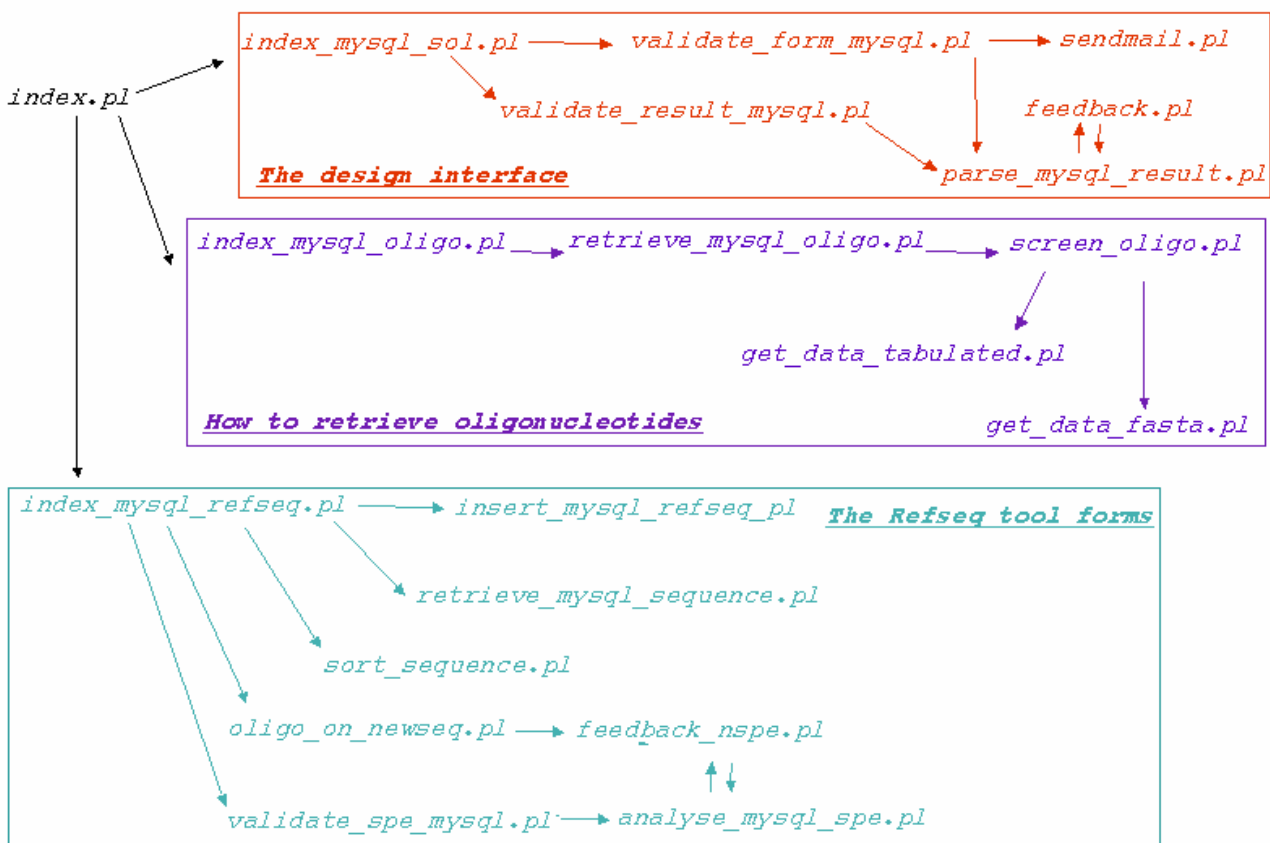 index_mysql_sol.pl validate_form_mysql.pl sendmail.pl
index.pl
validate_result_mysql.pl feedback.pl
The design interface parse_mysql_result.pl
index_mysql_oligo.pl retrieve_mysql_oligo.pl screen_oligo.pl
get_data_tabulated.pl
How to retrieve oligonucleotides get_data_fasta.pl
index_mysql_refseq.pl insert_mysql_refseq_pl The Refseq tool forms
retrieve_mysql_sequence.pl
sort_sequence.pl
oligo_on_newseq.pl feedback_nspe.pl
validate_spe_mysql.pl analyse_mysql_spe.pl